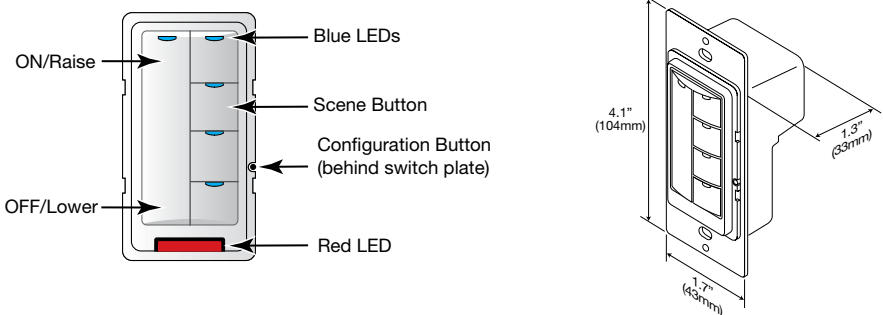 ON/Raise
OFF/Lower
Blue LEDs
Scene Button
Configuration Button
(behind switch plate)
Red LED
4.1"
(104mm)
1.3"
(33mm)
1.7"
(43mm)